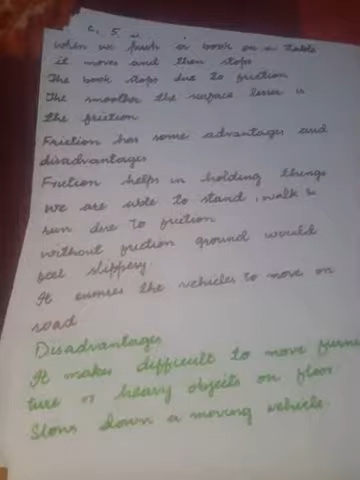 C. S.
when we push a book on a table
it moves and then stops
The book stops due to friction
The smoother the surface lesser is
the friction
Friction has some advantages and
disadvantages
Friction helps in holding things
we are able to stand, walk &
run due to friction
without friction ground would
feel slippery.
It ensures the vehicles to move on
road
Disadvantages
It makes difficult to move furni
ture or heavy objects on floor
Slows down a moving vehicle